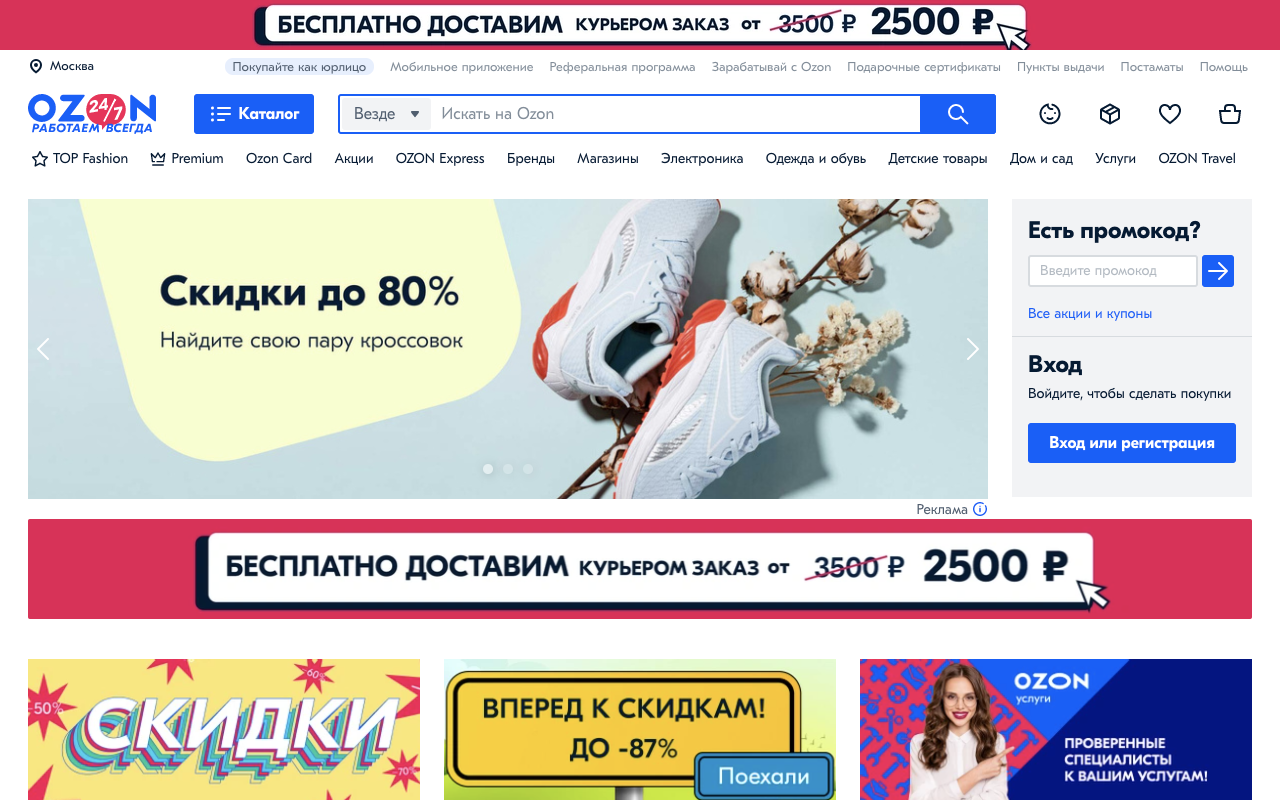 БЕСПЛАТНО ДОСТАВИМ КУРЬЕРОМ ЗАКАЗ от 3500 ₽ 2500 ₽
Москва
Покупайте как юрлицо Мобильное приложение Реферальная программа Зарабатывай с Ozon Подарочные сертификаты Пункты выдачи Постаматы Помощь
OZON 24/7
РАБОТАЕМ ВСЕГДА
Каталог
Везде Искать на Ozon
TOP Fashion Premium Ozon Card Акции OZON Express Бренды Магазины Электроника Одежда и обувь Детские товары Дом и сад Услуги OZON Travel
Скидки до 80%
Найдите свою пару кроссовок
Есть промокод?
Введите промокод
Все акции и купоны
Вход
Войдите, чтобы сделать покупки
Вход или регистрация
Реклама
БЕСПЛАТНО ДОСТАВИМ КУРЬЕРОМ ЗАКАЗ от 3500 ₽ 2500 ₽
-60%
-50%
СКИДКИ
-70%
ВПЕРЕД К СКИДКАМ!
ДО -87%
Поехали
OZON
услуги
ПРОВЕРЕННЫЕ
СПЕЦИАЛИСТЫ
К ВАШИМ УСЛУГАМ!